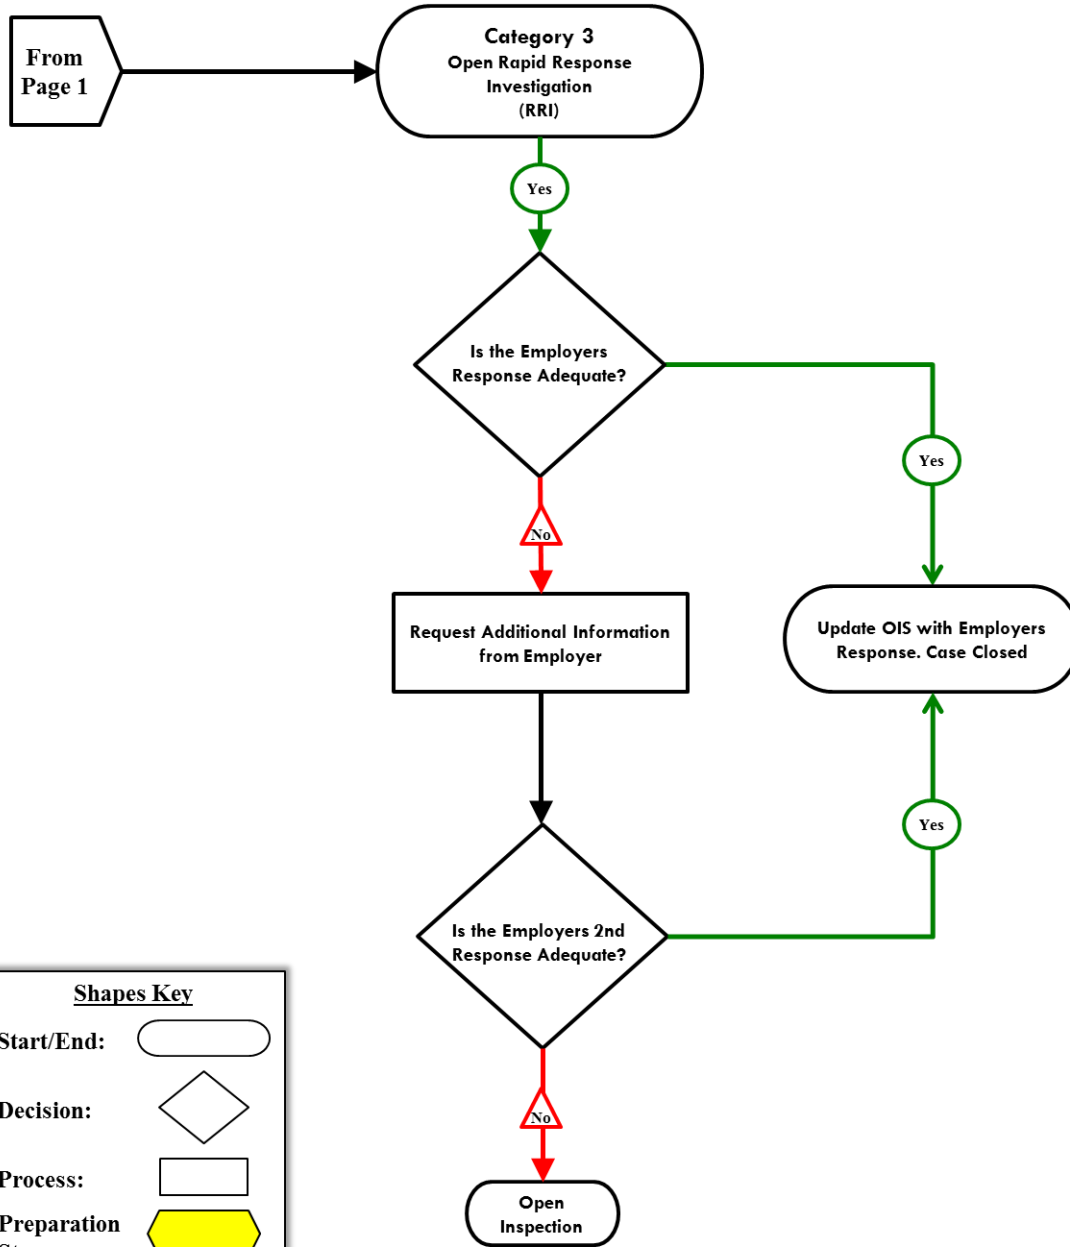 From
Page 1
Category 3
Open Rapid Response
Investigation
(RRI)
Yes
Is the Employers
Response Adequate?
Yes
No
Request Additional Information
from Employer
Update OIS with Employers
Response. Case Closed
Yes
Is the Employers 2nd
Response Adequate?
No
Open
Inspection
Shapes Key
Start/End:
Decision:
Process:
Preparation